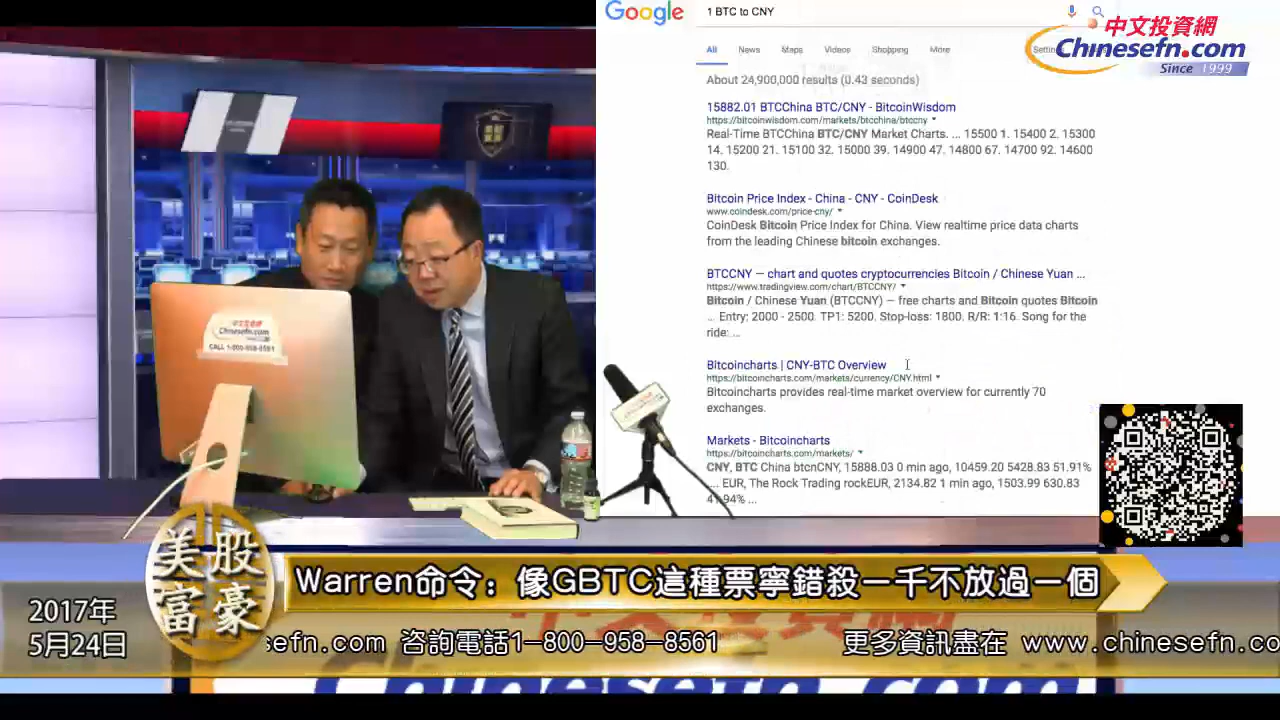 Google
1 BTC to CNY
All News Maps Videos Shopping More
About 24,900,000 results (0.43 seconds)
15882.01 BTCChina BTC/CNY - BitcoinWisdom
https://bitcoinwisdom.com/markets/btcchina/btccny
Real-Time BTCChina BTC/CNY Market Charts. ... 15500 1. 15400 2. 15300
14. 15200 21. 15100 32. 15000 39. 14900 47. 14800 67. 14700 92. 14600
130.
Bitcoin Price Index - China - CNY - CoinDesk
www.coindesk.com/price-cny/
CoinDesk Bitcoin Price Index for China. View realtime price data charts
from the leading Chinese bitcoin exchanges.
BTCCNY — chart and quotes cryptocurrencies Bitcoin / Chinese Yuan ...
https://www.tradingview.com/chart/BTCCNY/
Bitcoin / Chinese Yuan (BTCCNY) — free charts and Bitcoin quotes Bitcoin
... Entry: 2000 - 2500. TP1: 5200. Stop-loss: 1800. R/R: 1:16. Song for the
ride: ...
Bitcoincharts | CNY-BTC Overview
https://bitcoincharts.com/markets/currency/CNY.html
Bitcoincharts provides real-time market overview for currently 70
exchanges.
Markets - Bitcoincharts
https://bitcoincharts.com/markets/
CNY, BTC China btcnCNY, 15888.03 0 min ago, 10459.20 5428.83 51.91%
... EUR, The Rock Trading rockEUR, 2134.82 1 min ago, 1503.99 630.83
41.94% ...
中文投資網
Chinesefn.com
Since 1999
中文投資網
Chinesefn.com
CALL 1-800-958-8561
美股
富豪
Warren命令：像GBTC這種票寧錯殺一千不放過一個
2017年
5月24日
sefn.com 咨詢電話1-800-958-8561 更多資訊盡在 www.chinesefn.co